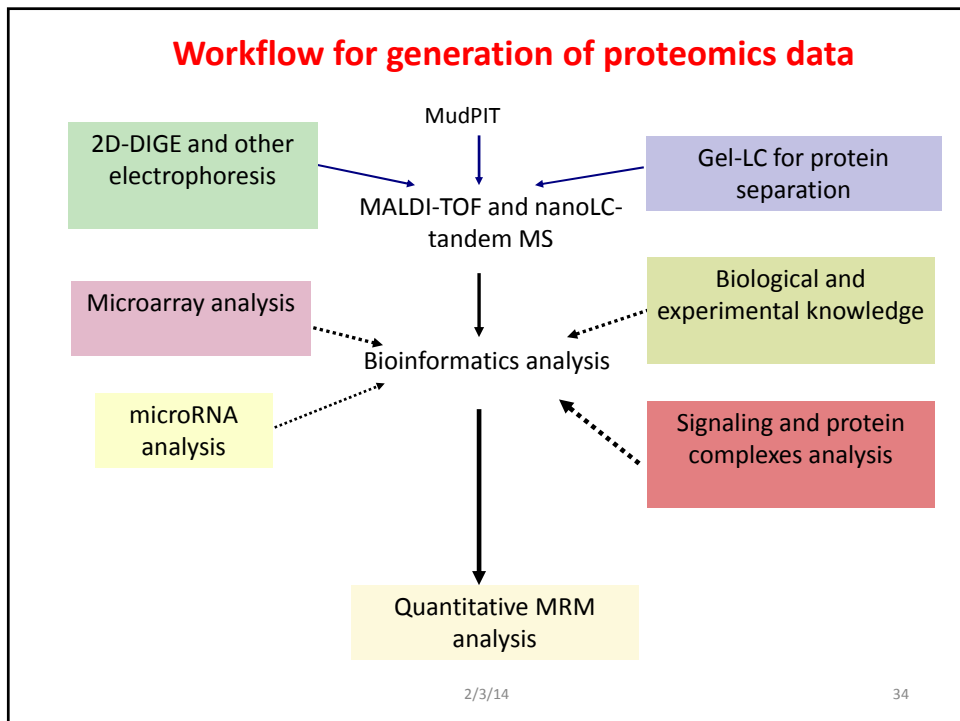 Workflow for generation of proteomics data
MudPIT
2D-DIGE and other
electrophoresis
Gel-LC for protein
separation
MALDI-TOF and nanoLC-
tandem MS
Microarray analysis
Biological and
experimental knowledge
Bioinformatics analysis
microRNA
analysis
Signaling and protein
complexes analysis
Quantitative MRM
analysis
2/3/14
34